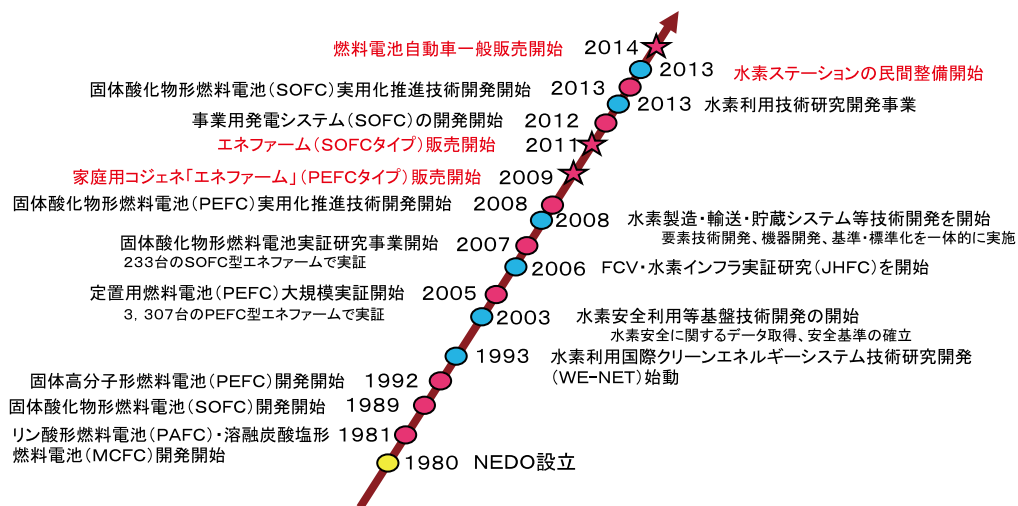 燃料電池自動車一般販売開始 2014
2013 水素ステーションの民間整備開始
固体酸化物形燃料電池(SOFC)実用化推進技術開発開始 2013
2013 水素利用技術研究開発事業
事業用発電システム(SOFC)の開発開始 2012
エネファーム(SOFCタイプ)販売開始 2011
家庭用コジェネ「エネファーム」(PEFCタイプ)販売開始 2009
固体酸化物形燃料電池(PEFC)実用化推進技術開発開始 2008
2008 水素製造・輸送・貯蔵システム等技術開発を開始
要素技術開発、機器開発、基準・標準化を一体的に実施
固体酸化物形燃料電池実証研究事業開始 2007
233台のSOFC型エネファームで実証
2006 FCV・水素インフラ実証研究(JHFC)を開始
定置用燃料電池(PEFC)大規模実証開始 2005
3,307台のPEFC型エネファームで実証
2003 水素安全利用等基盤技術開発の開始
水素安全に関するデータ取得、安全基準の確立
1993 水素利用国際クリーンエネルギーシステム技術研究開発
(WE-NET)始動
固体高分子形燃料電池(PEFC)開発開始 1992
固体酸化物形燃料電池(SOFC)開発開始 1989
リン酸形燃料電池(PAFC)・溶融炭酸塩形 1981
燃料電池(MCFC)開発開始
1980 NEDO設立